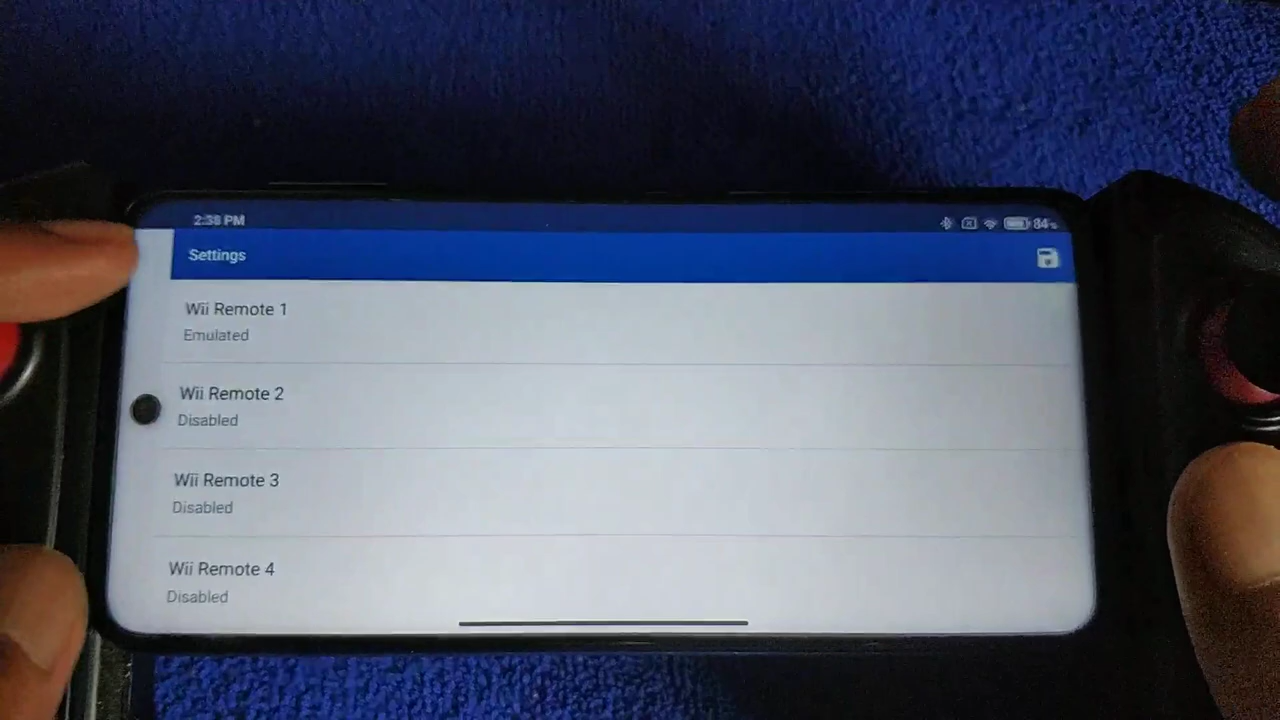 2:38 PM
84%
Settings
Wii Remote 1
Emulated
Wii Remote 2
Disabled
Wii Remote 3
Disabled
Wii Remote 4
Disabled